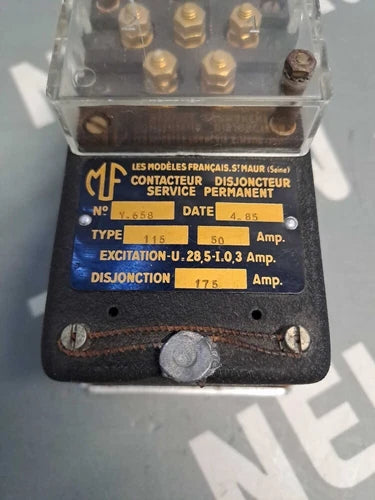 MF
LES MODÈLES FRANÇAIS. St MAUR (Seine)
CONTACTEUR DISJONCTEUR
SERVICE PERMANENT
No Y.658 DATE 4.85
TYPE 115 50 Amp.
EXCITATION-U.28,5-I.0,3 Amp.
DISJONCTION 175 Amp.